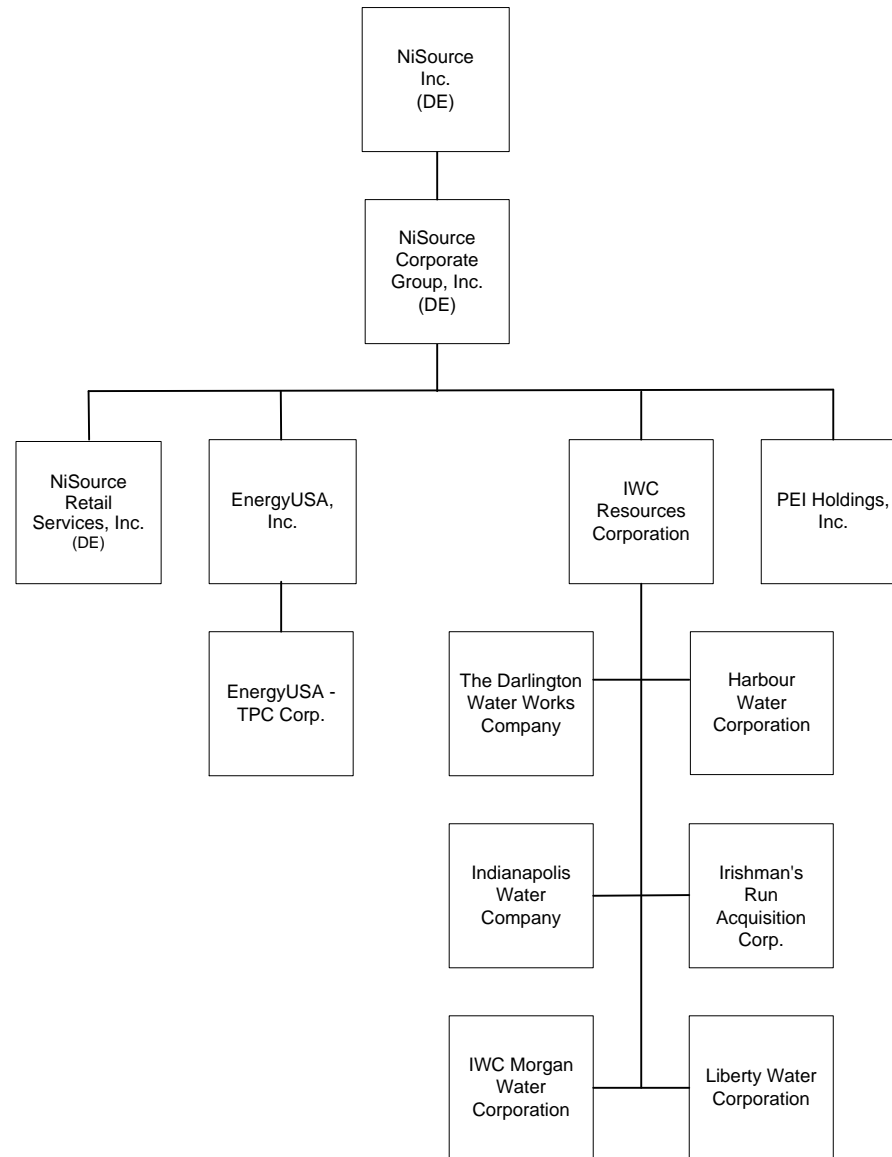 NiSource
Inc.
(DE)
NiSource
Corporate
Group, Inc.
(DE)
NiSource
Retail
Services, Inc.
(DE)
EnergyUSA,
Inc.
IWC
Resources
Corporation
PEI Holdings,
Inc.
EnergyUSA -
TPC Corp.
The Darlington
Water Works
Company
Harbour
Water
Corporation
Indianapolis
Water
Company
Irishman's
Run
Acquisition
Corp.
IWC Morgan
Water
Corporation
Liberty Water
Corporation